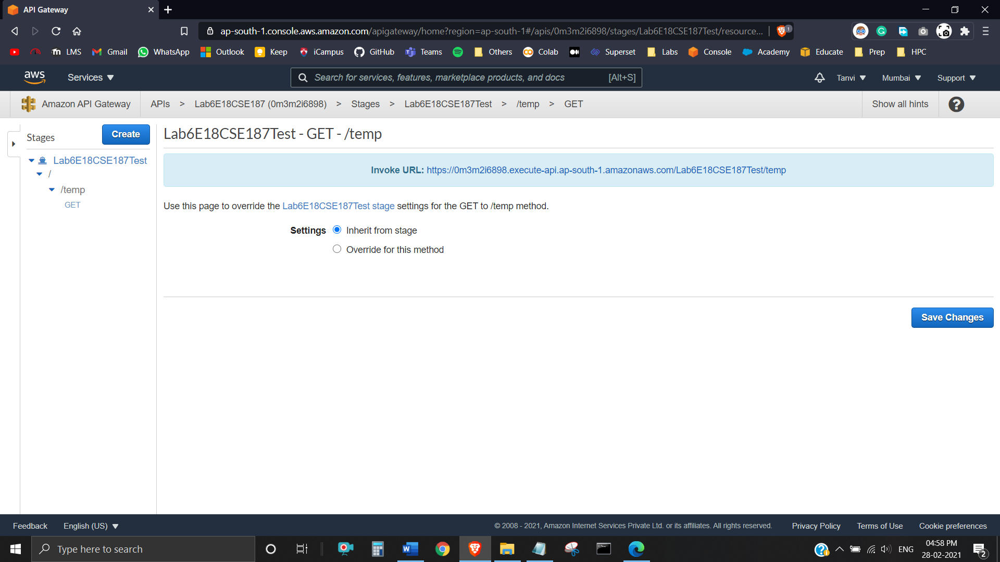 API Gateway
ap-south-1.console.aws.amazon.com/apigateway/home?region=ap-south-1#/apis/0m3m2i6898/stages/Lab6E18CSE187Test/resource... 1
LMS Gmail WhatsApp Outlook Keep iCampus GitHub Teams Others Colab Superset Labs Console Academy Educate Prep HPC
aws Services Search for services, features, marketplace products, and docs [Alt+S] Tanvi Mumbai Support
Amazon API Gateway APIs > Lab6E18CSE187 (0m3m2i6898) > Stages > Lab6E18CSE187Test > /temp > GET Show all hints ?
Stages Create
Lab6E18CSE187Test
/
/temp
GET
Lab6E18CSE187Test - GET - /temp
Invoke URL: https://0m3m2i6898.execute-api.ap-south-1.amazonaws.com/Lab6E18CSE187Test/temp
Use this page to override the Lab6E18CSE187Test stage settings for the GET to /temp method.
Settings Inherit from stage
Override for this method
Save Changes
Feedback English (US) © 2008 - 2021, Amazon Internet Services Private Ltd. or its affiliates. All rights reserved. Privacy Policy Terms of Use Cookie preferences
Type here to search ENG 04:58 PM
28-02-2021 2